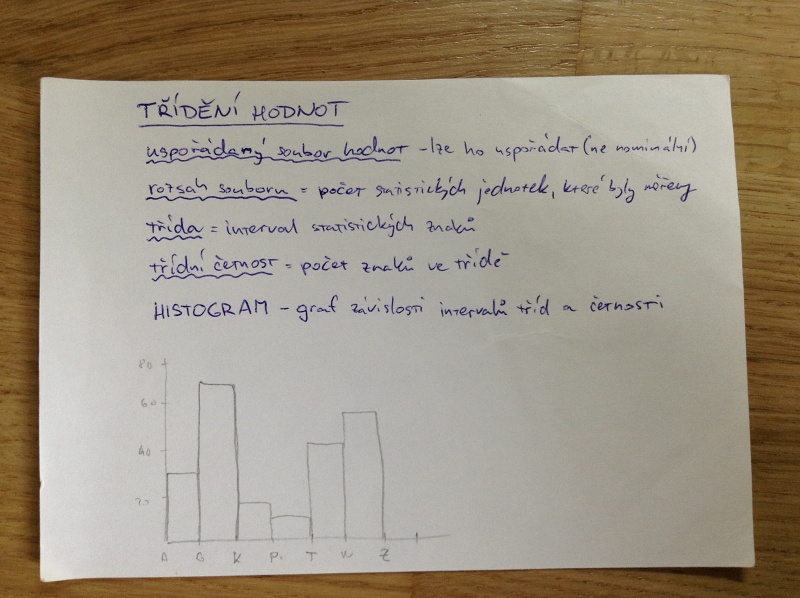 TŘÍDĚNÍ HODNOT
uspořádaný soubor hodnot - lze ho uspořádat (ne nominální)
rozsah souboru = počet statistických jednotek, které byly měřeny
třída = interval statistických znaků
třídní četnost = počet znaků ve třídě
HISTOGRAM - graf závislosti intervalů tříd a četnosti
80
60
40
20
A G K P T W Z